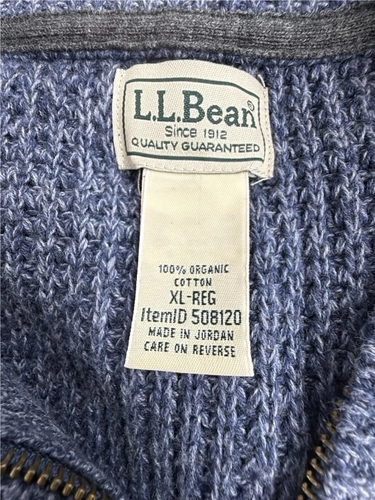 L.L.Bean®
Since 1912
QUALITY GUARANTEED
100% ORGANIC
COTTON
XL-REG
ItemID 508120
MADE IN JORDAN
CARE ON REVERSE